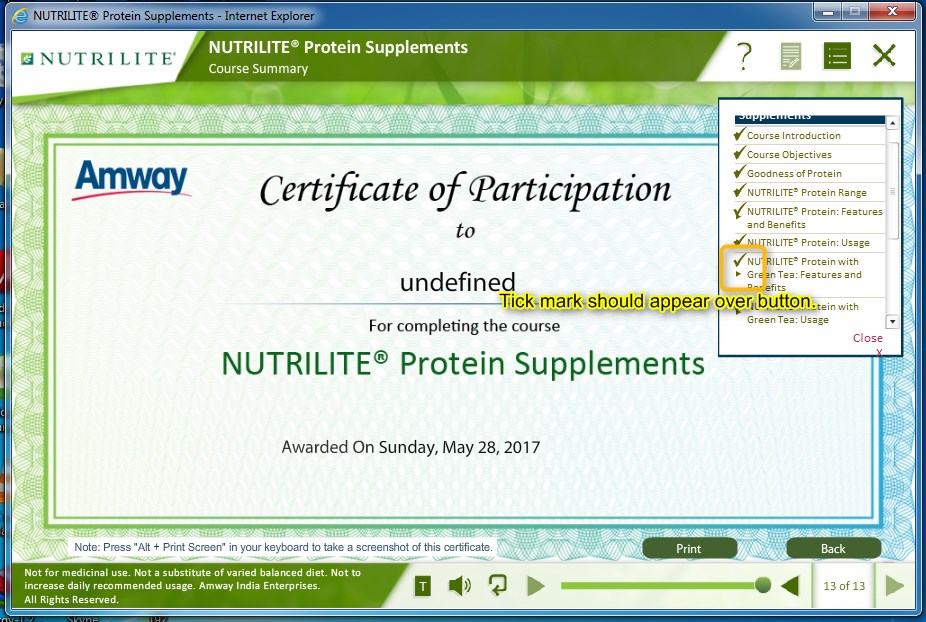 NUTRILITE® Protein Supplements - Internet Explorer
NUTRILITE®
NUTRILITE® Protein Supplements
Course Summary
?
Supplements
Course Introduction
Course Objectives
Goodness of Protein
NUTRILITE® Protein Range
NUTRILITE® Protein: Features
and Benefits
NUTRILITE® Protein: Usage
NUTRILITE® Protein with
Green Tea: Features and
Benefits
Protein with
Green Tea: Usage
Close
X
Amway
Certificate of Participation
to
undefined
Tick mark should appear over button.
For completing the course
NUTRILITE® Protein Supplements
Awarded On Sunday, May 28, 2017
Note: Press "Alt + Print Screen" in your keyboard to take a screenshot of this certificate.
Print
Back
Not for medicinal use. Not a substitute of varied balanced diet. Not to
increase daily recommended usage. Amway India Enterprises.
All Rights Reserved.
T
13 of 13
Skype
192